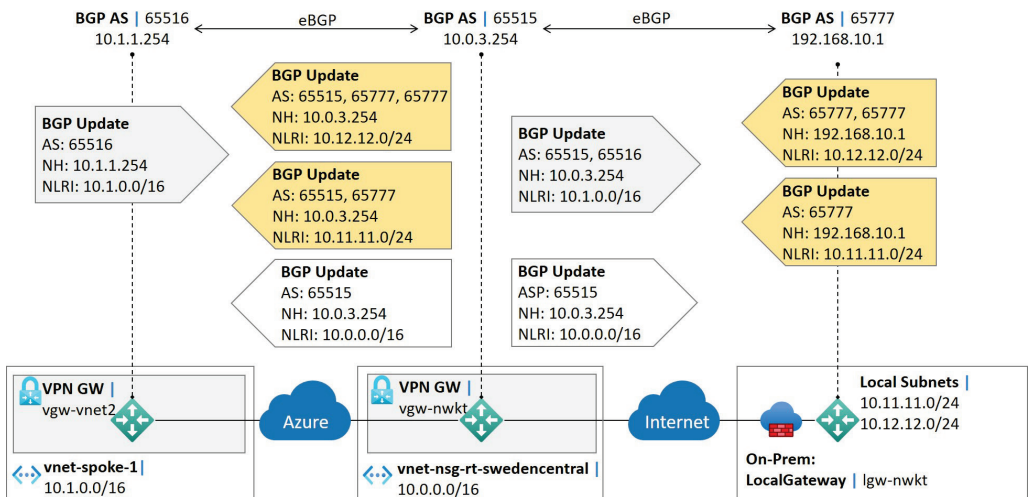 BGP AS | 65516
10.1.1.254
eBGP
BGP AS | 65515
10.0.3.254
eBGP
BGP AS | 65777
192.168.10.1
BGP Update
AS: 65516
NH: 10.1.1.254
NLRI: 10.1.0.0/16
BGP Update
AS: 65515, 65777, 65777
NH: 10.0.3.254
NLRI: 10.12.12.0/24
BGP Update
AS: 65515, 65777
NH: 10.0.3.254
NLRI: 10.11.11.0/24
BGP Update
AS: 65515
NH: 10.0.3.254
NLRI: 10.0.0.0/16
BGP Update
AS: 65515, 65516
NH: 10.0.3.254
NLRI: 10.1.0.0/16
BGP Update
ASP: 65515
NH: 10.0.3.254
NLRI: 10.0.0.0/16
BGP Update
AS: 65777, 65777
NH: 192.168.10.1
NLRI: 10.12.12.0/24
BGP Update
AS: 65777
NH: 192.168.10.1
NLRI: 10.11.11.0/24
VPN GW |
vgw-vnet2
Azure
VPN GW |
vgw-nwkt
Internet
Local Subnets |
10.11.11.0/24
10.12.12.0/24
vnet-spoke-1|
10.1.0.0/16
vnet-nsg-rt-swedencentral |
10.0.0.0/16
On-Prem:
LocalGateway | lgw-nwkt